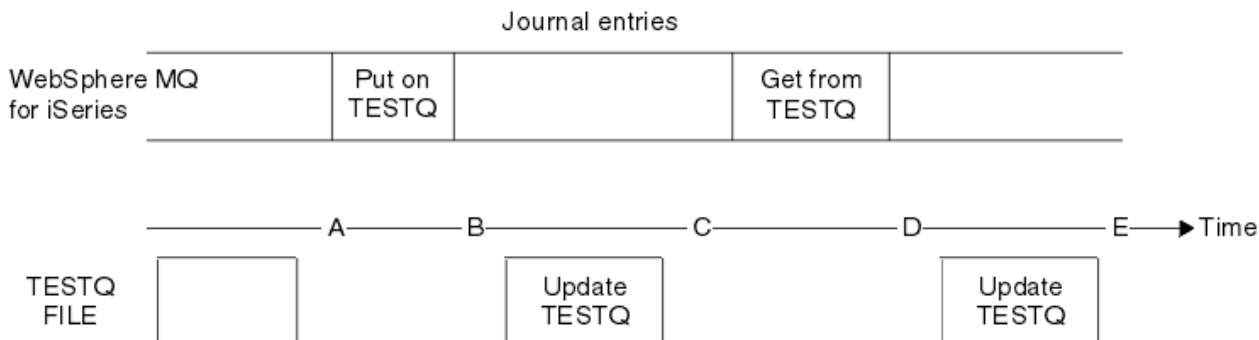 Journal entries
WebSphere MQ
for iSeries
Put on
TESTQ
Get from
TESTQ
A
B
C
D
E
Time
TESTQ
FILE
Update
TESTQ
Update
TESTQ